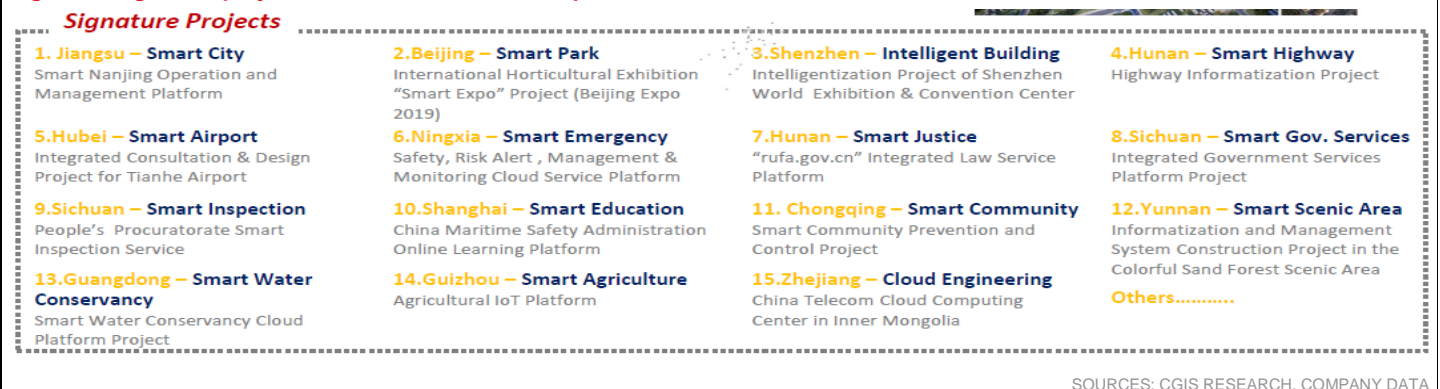 Signature Projects
1. Jiangsu – Smart City
Smart Nanjing Operation and
Management Platform
2.Beijing – Smart Park
International Horticultural Exhibition
“Smart Expo” Project (Beijing Expo
2019)
3.Shenzhen – Intelligent Building
Intelligentization Project of Shenzhen
World Exhibition & Convention Center
4.Hunan – Smart Highway
Highway Informatization Project
5.Hubei – Smart Airport
Integrated Consultation & Design
Project for Tianhe Airport
6.Ningxia – Smart Emergency
Safety, Risk Alert , Management &
Monitoring Cloud Service Platform
7.Hunan – Smart Justice
“rufa.gov.cn” Integrated Law Service
Platform
8.Sichuan – Smart Gov. Services
Integrated Government Services
Platform Project
9.Sichuan – Smart Inspection
People’s Procuratorate Smart
Inspection Service
10.Shanghai – Smart Education
China Maritime Safety Administration
Online Learning Platform
11. Chongqing – Smart Community
Smart Community Prevention and
Control Project
12.Yunnan – Smart Scenic Area
Informatization and Management
System Construction Project in the
Colorful Sand Forest Scenic Area
13.Guangdong – Smart Water
Conservancy
Smart Water Conservancy Cloud
Platform Project
14.Guizhou – Smart Agriculture
Agricultural IoT Platform
15.Zhejiang – Cloud Engineering
China Telecom Cloud Computing
Center in Inner Mongolia
Others...........
SOURCES: CGIS RESEARCH, COMPANY DATA